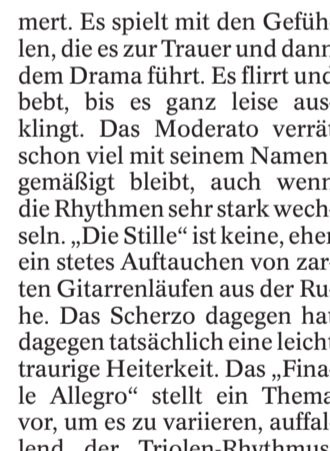 mert. Es spielt mit den Gefüh-
len, die es zur Trauer und dann
dem Drama führt. Es flirrt und
bebt, bis es ganz leise aus-
klingt. Das Moderato verrät
schon viel mit seinem Namen,
gemäßigt bleibt, auch wenn
die Rhythmen sehr stark wech-
seln. „Die Stille“ ist keine, eher
ein stetes Auftauchen von zar-
ten Gitarrenläufen aus der Ru-
he. Das Scherzo dagegen hat
dagegen tatsächlich eine leicht
traurige Heiterkeit. Das „Fina-
le Allegro“ stellt ein Thema
vor, um es zu variieren, auffal-
lend der Triolen-Rhythmus